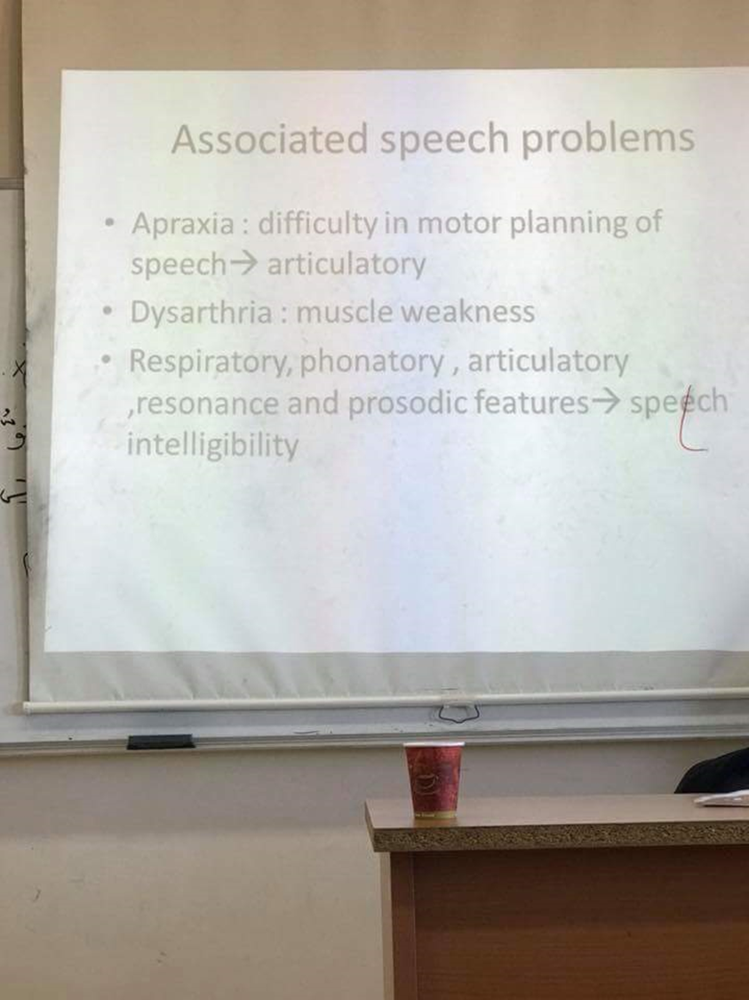 Associated speech problems
• Apraxia : difficulty in motor planning of
speech→ articulatory
• Dysarthria : muscle weakness
• Respiratory, phonatory , articulatory
,resonance and prosodic features→ speech
intelligibility